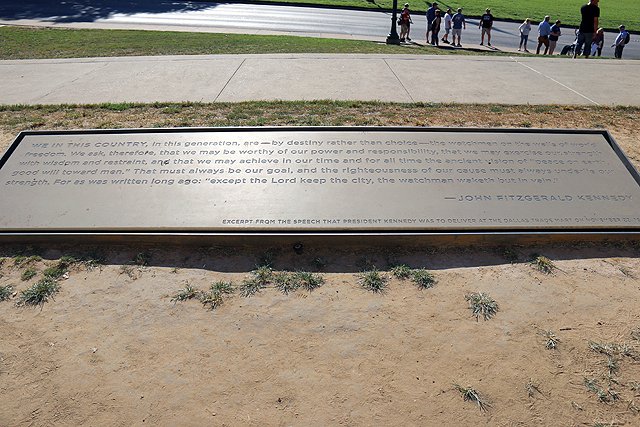 WE IN THIS COUNTRY, in this generation, are—by destiny rather than choice—the watchmen on the walls of world
freedom. We ask, therefore, that we may be worthy of our power and responsibility, that we may exercise our
with wisdom and restraint, and that we may achieve in our time and for all time the ancient vision of "peace on earth,
good will toward men." That must always be our goal, and the righteousness of our cause must always underlie our
strength. For as was written long ago: "except the Lord keep the city, the watchman waketh but in vain."
—JOHN FITZGERALD KENNEDY
EXCERPT FROM THE SPEECH THAT PRESIDENT KENNEDY WAS TO DELIVER AT THE DALLAS TRADE MART ON NOVEMBER 22,